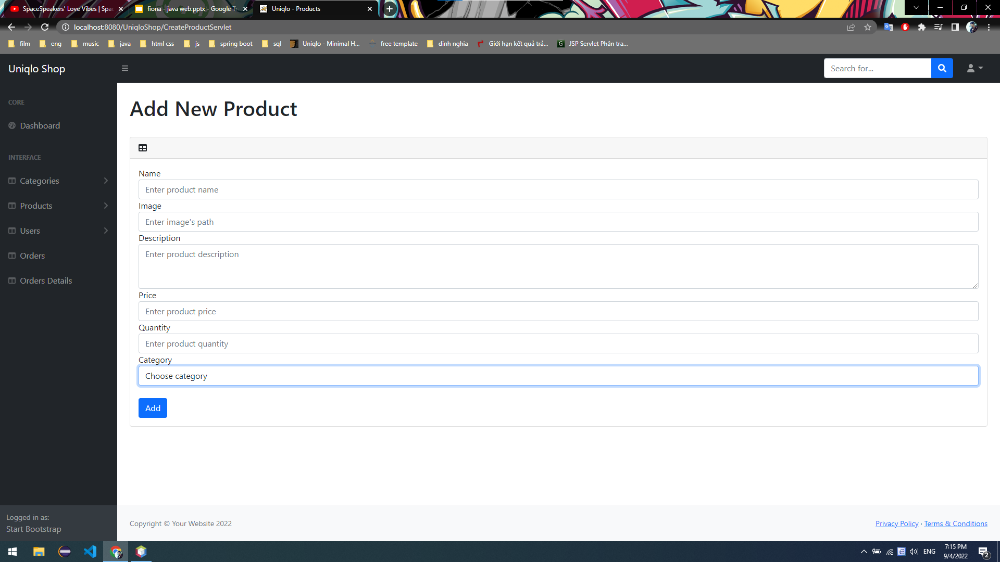 SpaceSpeakers' Love Vibes | Spac
fiona - java web.pptx - Google Tr
Uniqlo - Products
localhost:8080/UniqloShop/CreateProductServlet
film
eng
music
java
html css
js
spring boot
sql
Uniqlo - Minimal H...
free template
dinh nghia
Giới hạn kết quả trả...
G
JSP Servlet Phân tra...
Uniqlo Shop
Search for...
CORE
Dashboard
INTERFACE
Categories
Products
Users
Orders
Orders Details
Logged in as:
Start Bootstrap
Add New Product
Name
Enter product name
Image
Enter image's path
Description
Enter product description
Price
Enter product price
Quantity
Enter product quantity
Category
Choose category
Add
Copyright © Your Website 2022
Privacy Policy · Terms & Conditions
E
ENG
7:15 PM
9/4/2022
2